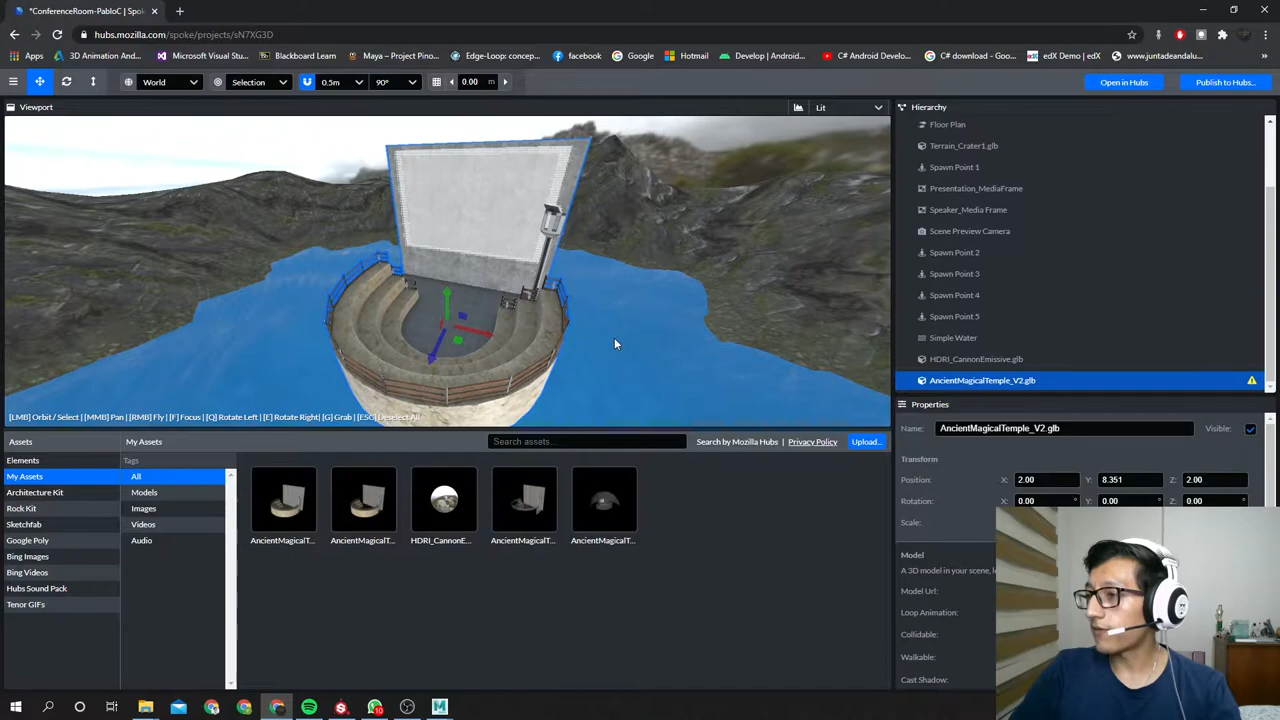 *ConferenceRoom-PabloC | Spok
hubs.mozilla.com/spoke/projects/sN7XG3D
Apps
3D Animation And...
Microsoft Visual Stu...
Blackboard Learn
Maya • Project Pino...
Edge-Loop: concep...
facebook
Google
Hotmail
Develop | Android...
C# Android Develo...
C# download - Goo...
edX Demo | edX
www.juntadeandalu...
World
Selection
0.5m
90°
0.00 m
Open in Hubs
Publish to Hubs...
Viewport
Lit
Hierarchy
Floor Plan
Terrain_Crater1.glb
Spawn Point 1
Presentation_MediaFrame
Speaker_Media Frame
Scene Preview Camera
Spawn Point 2
Spawn Point 3
Spawn Point 4
Spawn Point 5
Simple Water
HDRI_CannonEmissive.glb
AncientMagicalTemple_V2.glb
[LMB] Orbit / Select | [MMB] Pan | [RMB] Fly | [F] Focus | [Q] Rotate Left | [E] Rotate Right| [G] Grab | [ESC] Deselect All
Properties
Name: AncientMagicalTemple_V2.glb Visible:
Transform
Position: X: 2.00 Y: 8.351 Z: 2.00
Rotation: X: 0.00 ° Y: 0.00 ° Z: 0.00 °
Scale:
Model
A 3D model in your scene, l
Model Url:
Loop Animation:
Collidable:
Walkable:
Cast Shadow:
Assets
My Assets
Search assets...
Search by Mozilla Hubs
Privacy Policy
Upload...
Elements
My Assets
Architecture Kit
Rock Kit
Sketchfab
Google Poly
Bing Images
Bing Videos
Hubs Sound Pack
Tenor GIFs
Tags
All
Models
Images
Videos
Audio
AncientMagicalT...
AncientMagicalT...
HDRI_CannonE...
AncientMagicalT...
AncientMagicalT...
10